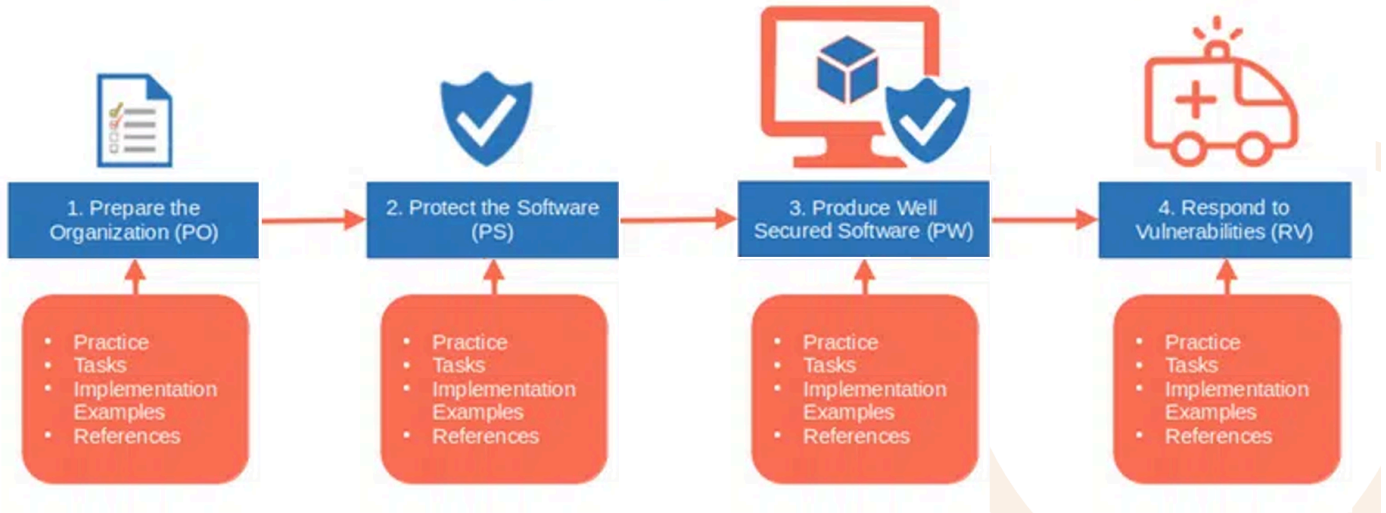 1. Prepare the
Organization (PO)
2. Protect the Software
(PS)
3. Produce Well
Secured Software (PW)
4. Respond to
Vulnerabilities (RV)
• Practice
• Tasks
• Implementation
Examples
• References
• Practice
• Tasks
• Implementation
Examples
• References
• Practice
• Tasks
• Implementation
Examples
• References
• Practice
• Tasks
• Implementation
Examples
• References